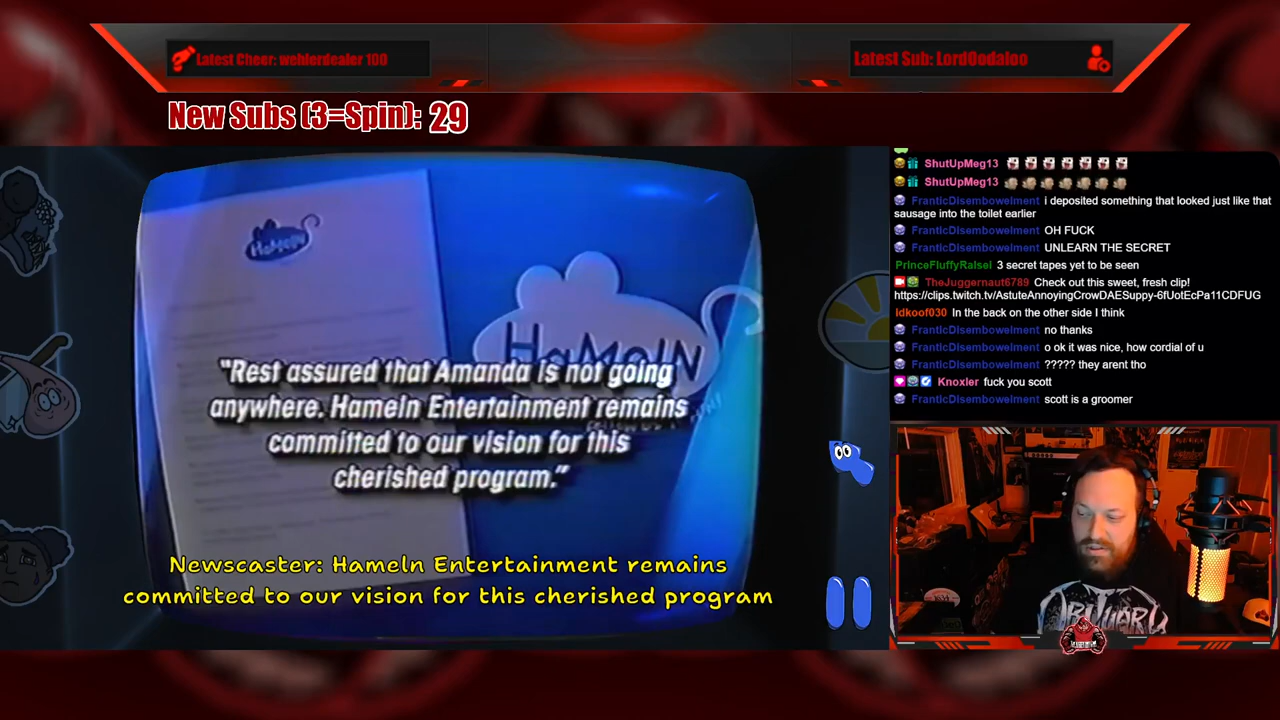 Latest Cheer: wehlerdealer 100
Latest Sub: LordOodaloo
New Subs (3=Spin): 29
HameLN
HameLN
"Rest assured that Amanda is not going
anywhere. Hameln Entertainment remains
committed to our vision for this
cherished program."
Newscaster: Hameln Entertainment remains
committed to our vision for this cherished program
ShutUpMeg13
ShutUpMeg13
FranticDisembowelment i deposited something that looked just like that
sausage into the toilet earlier
FranticDisembowelment OH FUCK
FranticDisembowelment UNLEARN THE SECRET
PrinceFluffyRalsei 3 secret tapes yet to be seen
TheJuggernaut6789 Check out this sweet, fresh clip!
https://clips.twitch.tv/AstuteAnnoyingCrowDAESuppy-6fUotEcPa11CDFUG
idkoof030 In the back on the other side I think
FranticDisembowelment no thanks
FranticDisembowelment o ok it was nice, how cordial of u
FranticDisembowelment ????? they arent tho
Knoxler fuck you scott
FranticDisembowelment scott is a groomer
OBITUARY